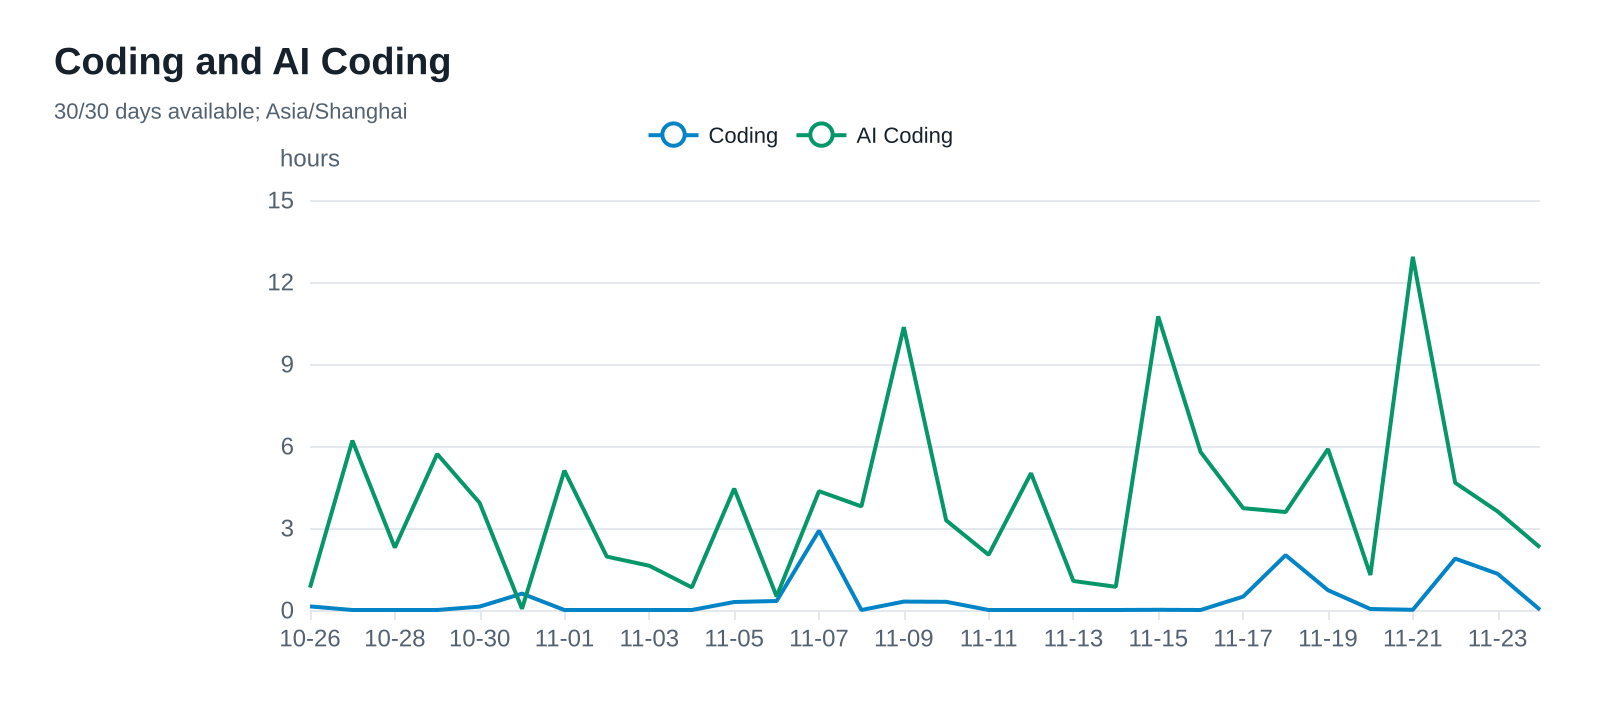 Coding and AI Coding
30/30 days available; Asia/Shanghai
Coding AI Coding
hours
15
12
9
6
3
0
10-26 10-28 10-30 11-01 11-03 11-05 11-07 11-09 11-11 11-13 11-15 11-17 11-19 11-21 11-23